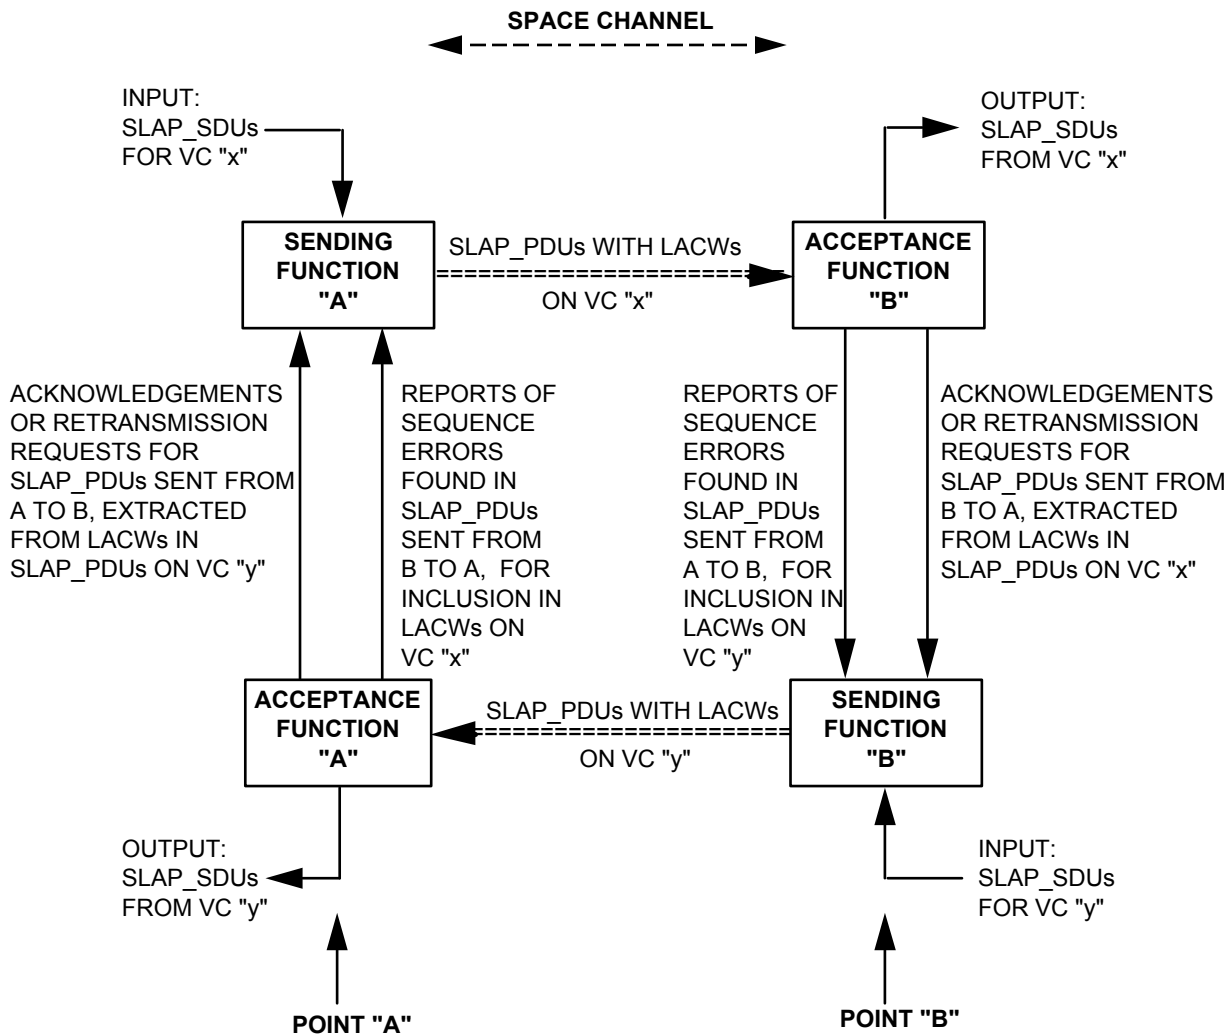 SPACE CHANNEL
INPUT:
SLAP_SDUs
FOR VC "x"
OUTPUT:
SLAP_SDUs
FROM VC "x"
SENDING
FUNCTION
"A"
SLAP_PDUs WITH LACWs
ON VC "x"
ACCEPTANCE
FUNCTION
"B"
ACKNOWLEDGEMENTS
OR RETRANSMISSION
REQUESTS FOR
SLAP_PDUs SENT FROM
A TO B, EXTRACTED
FROM LACWs IN
SLAP_PDUs ON VC "y"
REPORTS OF
SEQUENCE
ERRORS
FOUND IN
SLAP_PDUs
SENT FROM
B TO A, FOR
INCLUSION IN
LACWs ON
VC "x"
REPORTS OF
SEQUENCE
ERRORS
FOUND IN
SLAP_PDUs
SENT FROM
A TO B, FOR
INCLUSION IN
LACWs ON
VC "y"
ACKNOWLEDGEMENTS
OR RETRANSMISSION
REQUESTS FOR
SLAP_PDUs SENT FROM
B TO A, EXTRACTED
FROM LACWs IN
SLAP_PDUs ON VC "x"
ACCEPTANCE
FUNCTION
"A"
SLAP_PDUs WITH LACWs
ON VC "y"
SENDING
FUNCTION
"B"
OUTPUT:
SLAP_SDUs
FROM VC "y"
INPUT:
SLAP_SDUs
FOR VC "y"
POINT "A"
POINT "B"